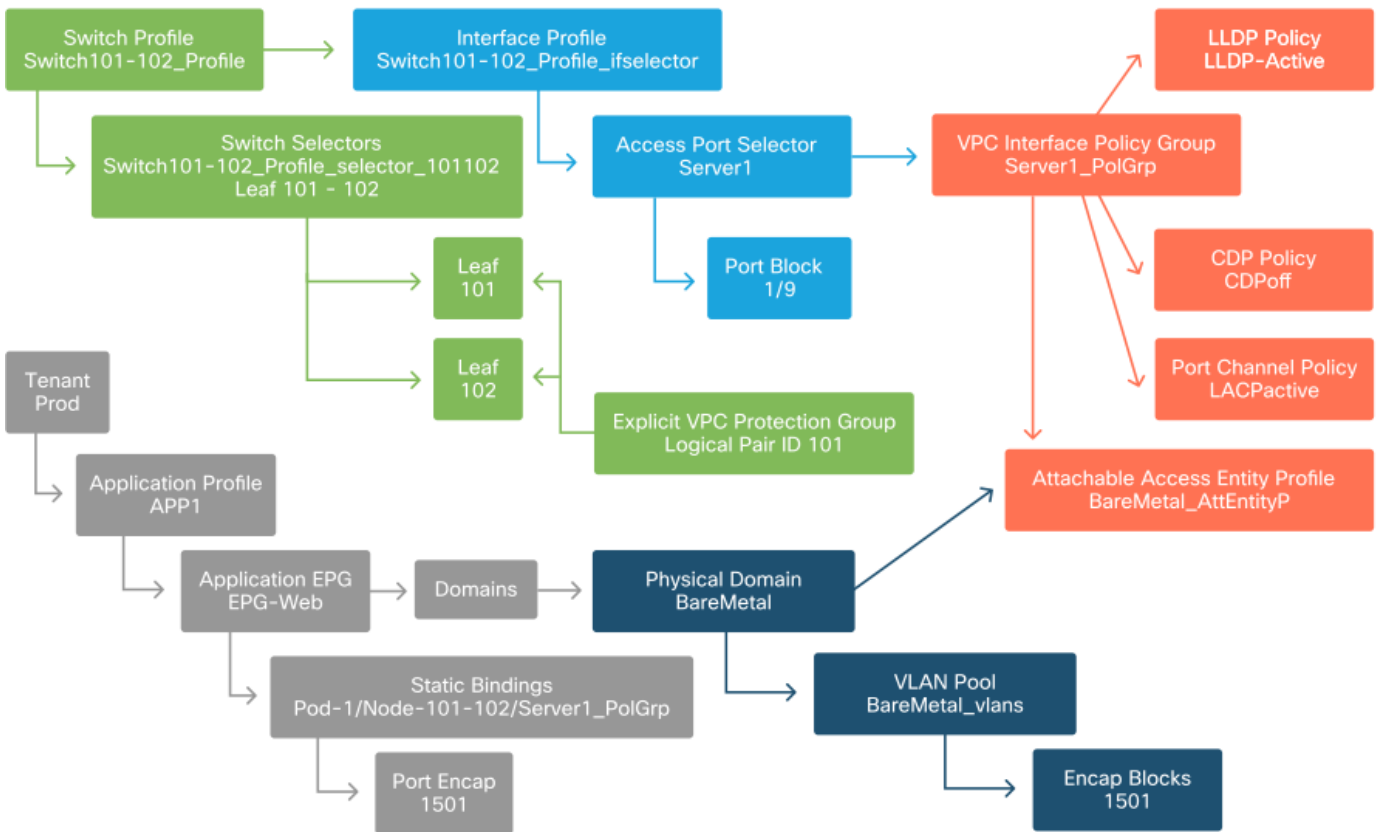 Switch Profile
Switch101-102_Profile
Interface Profile
Switch101-102_Profile_ifselector
LLDP Policy
LLDP-Active
Switch Selectors
Switch101-102_Profile_selector_101102
Leaf 101 - 102
Access Port Selector
Server1
VPC Interface Policy Group
Server1_PolGrp
Leaf
101
Port Block
1/9
CDP Policy
CDPoff
Leaf
102
Port Channel Policy
LACPactive
Tenant
Prod
Explicit VPC Protection Group
Logical Pair ID 101
Application Profile
APP1
Attachable Access Entity Profile
BareMetal_AttEntityP
Application EPG
EPG-Web
Domains
Physical Domain
BareMetal
Static Bindings
Pod-1/Node-101-102/Server1_PolGrp
VLAN Pool
BareMetal_vlans
Port Encap
1501
Encap Blocks
1501